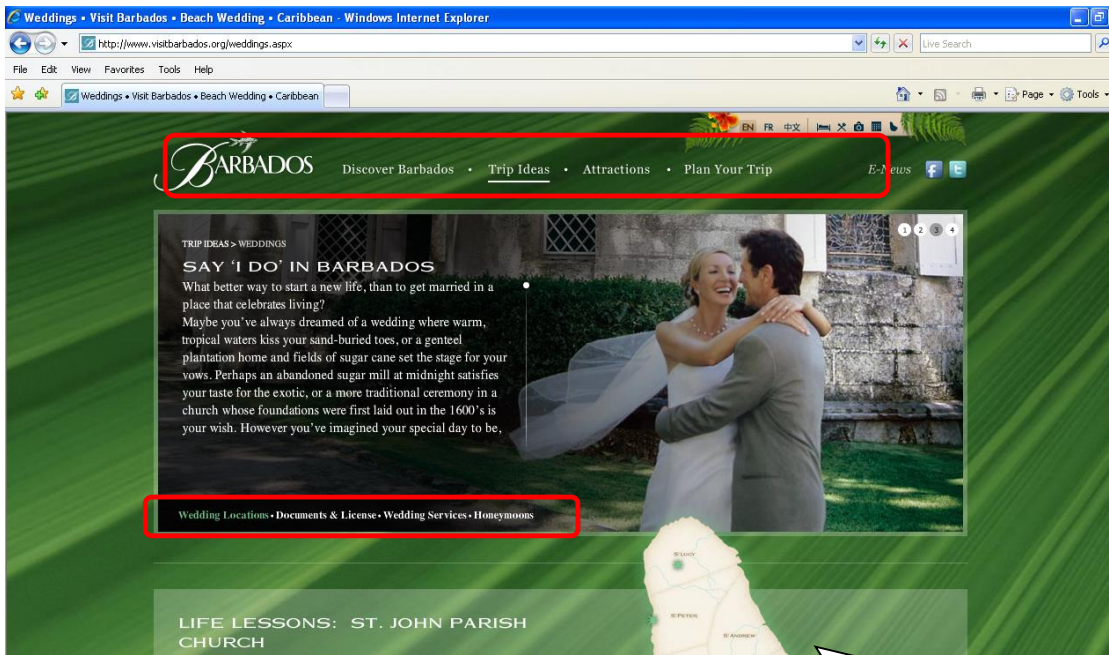 Weddings • Visit Barbados • Beach Wedding • Caribbean - Windows Internet Explorer
http://www.visitbarbados.org/weddings.aspx
Live Search
File Edit View Favorites Tools Help
Weddings • Visit Barbados • Beach Wedding • Caribbean
Page
Tools
EN FR 中文
BARBADOS
Discover Barbados • Trip Ideas • Attractions • Plan Your Trip
E-News
1 2 3 4
TRIP IDEAS > WEDDINGS
SAY ‘I DO’ IN BARBADOS
What better way to start a new life, than to get married in a
place that celebrates living?
Maybe you’ve always dreamed of a wedding where warm,
tropical waters kiss your sand-buried toes, or a genteel
plantation home and fields of sugar cane set the stage for your
vows. Perhaps an abandoned sugar mill at midnight satisfies
your taste for the exotic, or a more traditional ceremony in a
church whose foundations were first laid out in the 1600’s is
your wish. However you’ve imagined your special day to be,
Wedding Locations • Documents & License • Wedding Services • Honeymoons
ST LUCY
ST PETER
ST ANDREW
LIFE LESSONS: ST. JOHN PARISH
CHURCH